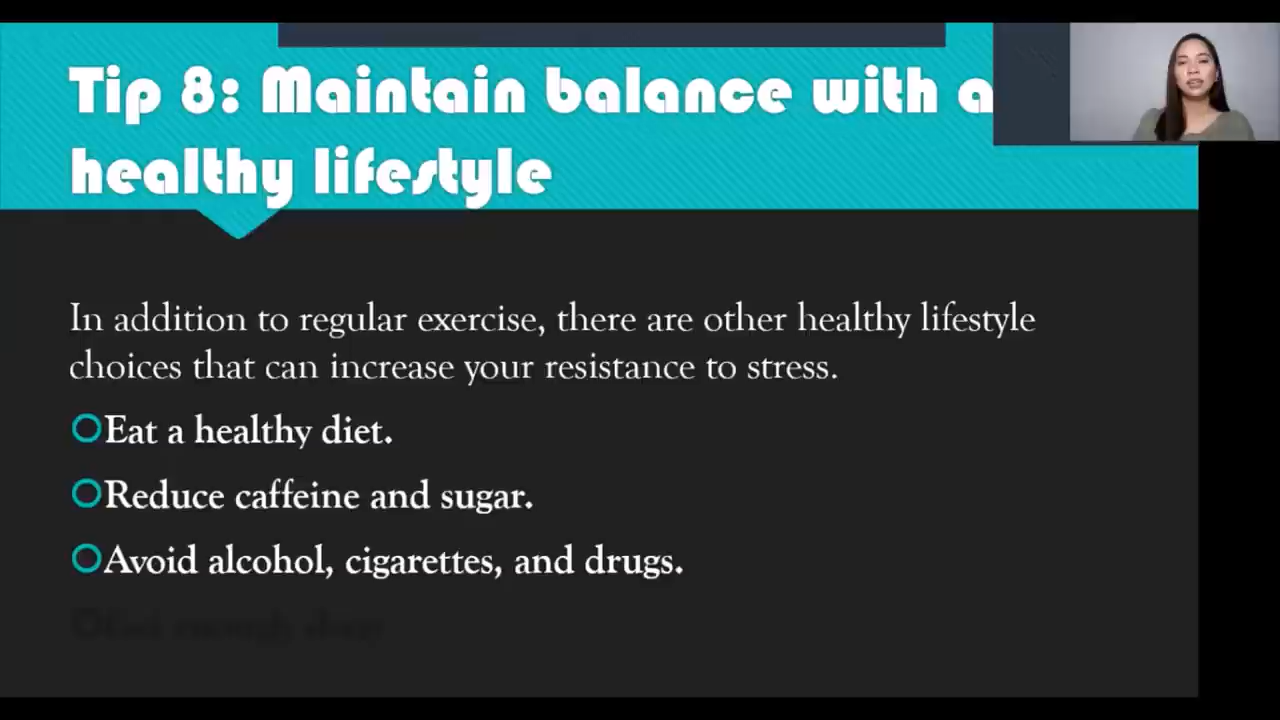 Tip 8: Maintain balance with a
healthy lifestyle
In addition to regular exercise, there are other healthy lifestyle
choices that can increase your resistance to stress.
Eat a healthy diet.
Reduce caffeine and sugar.
Avoid alcohol, cigarettes, and drugs.